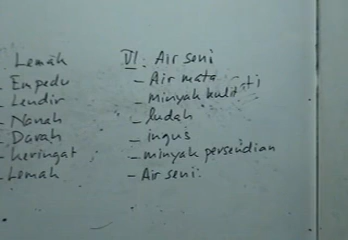 Lemak
- Empedu
- Lendir
- Nanah
- Darah
- keringat
- Lemak
VI. Air seni
- Air mata
- minyak kulit
- ludah
- ingus
- minyak persendian
- Air seni.